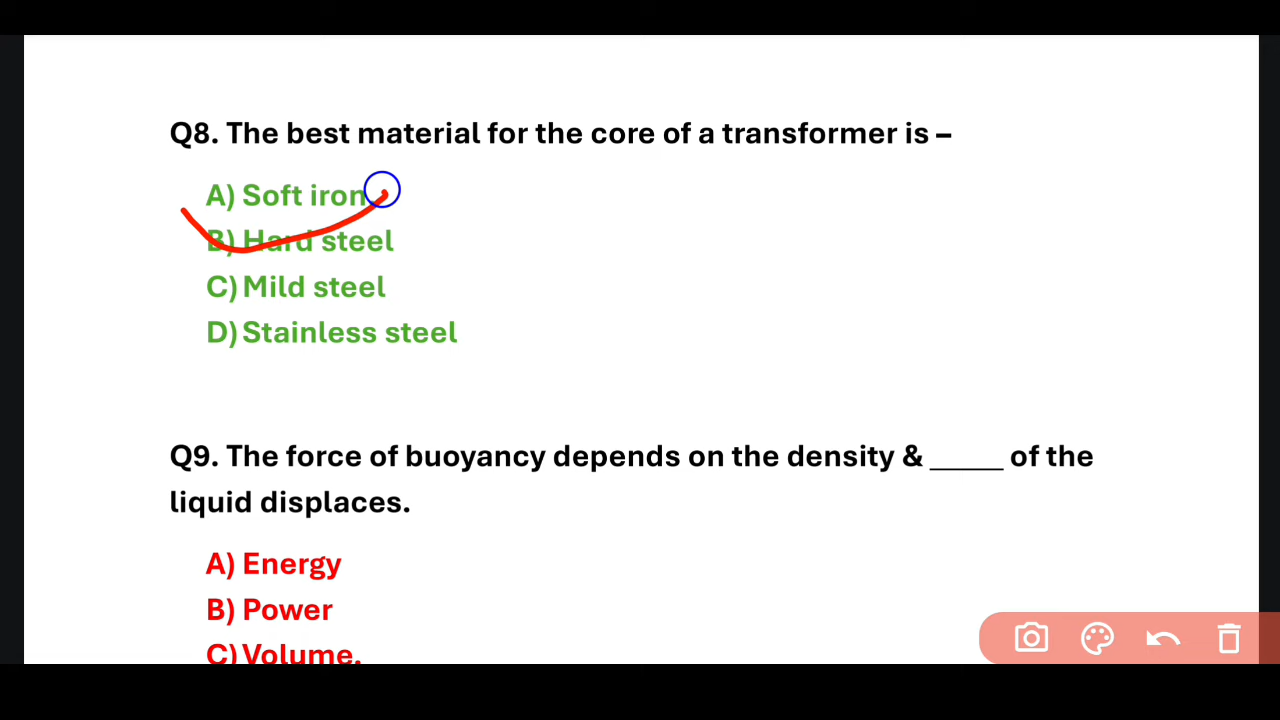 Q8. The best material for the core of a transformer is –
A) Soft iron
B) Hard steel
C) Mild steel
D) Stainless steel
Q9. The force of buoyancy depends on the density & _____ of the
liquid displaces.
A) Energy
B) Power
C) Volume.